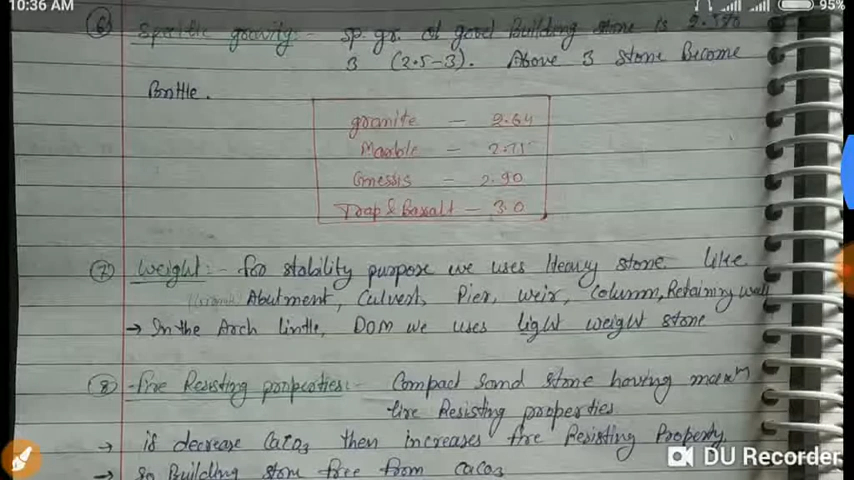 10:36 AM
95%
⑥ Specific gravity:- sp. gr. of good Building stone is 2.5 to
3 (2.5-3). Above 3 stone Become
Brittle.
granite — 2.64
Marble — 2.71
Gnessis — 2.90
Trap & Basalt — 3.0
⑦ Weight:- for stability purpose we uses Heavy stone. Like
Abutment, Culvert, Pier, weir, Column, Retaining wall
→ In the Arch lintle, DOM we uses light weight stone
⑧ fire Resisting properties:- Compact sand stone having maxm
fire Resisting properties
→ is decrease CaCO3 then increases fire Resisting Property.
→ so Building stone free from CaCO3
DU Recorder